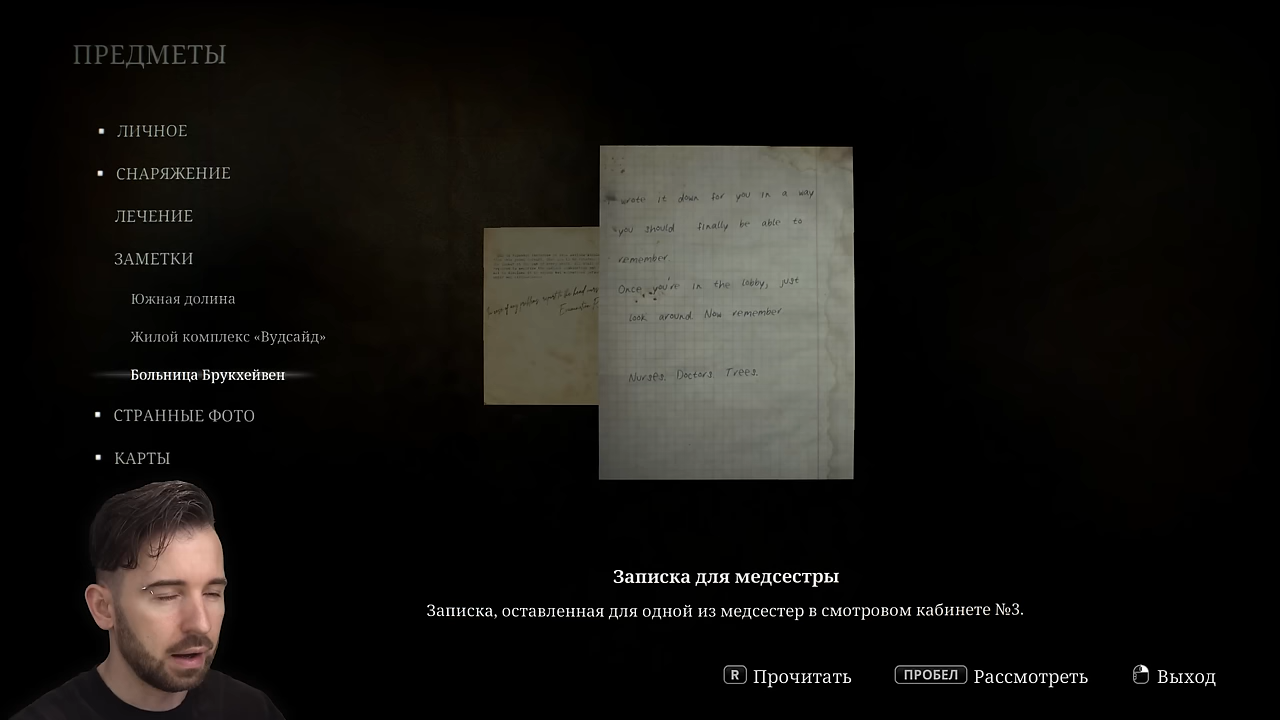 ПРЕДМЕТЫ
ЛИЧНОЕ
СНАРЯЖЕНИЕ
ЛЕЧЕНИЕ
ЗАМЕТКИ
Южная долина
Жилой комплекс «Вудсайд»
Больница Брукхейвен
СТРАННЫЕ ФОТО
КАРТЫ
wrote it down for you in a way
you should finally be able to
remember
Once you're in the lobby, just
look around. Now remember
Nurses. Doctors. Trees.
Записка для медсестры
Записка, оставленная для одной из медсестер в смотровом кабинете №3.
R Прочитать
ПРОБЕЛ Рассмотреть
Выход